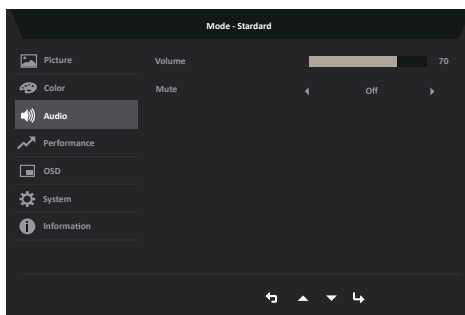 Mode - Stardard
Picture
Volume 70
Color
Mute Off
Audio
Performance
OSD
System
Information